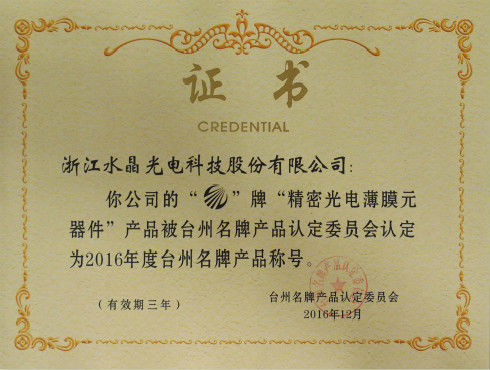 证书
CREDENTIAL
浙江水晶光电科技股份有限公司:
你公司的“ ”牌“精密光电薄膜元
器件”产品被台州名牌产品认定委员会认定
为2016年度台州名牌产品称号。
（有效期三年）
台州名牌产品认定委员会
2016年12月